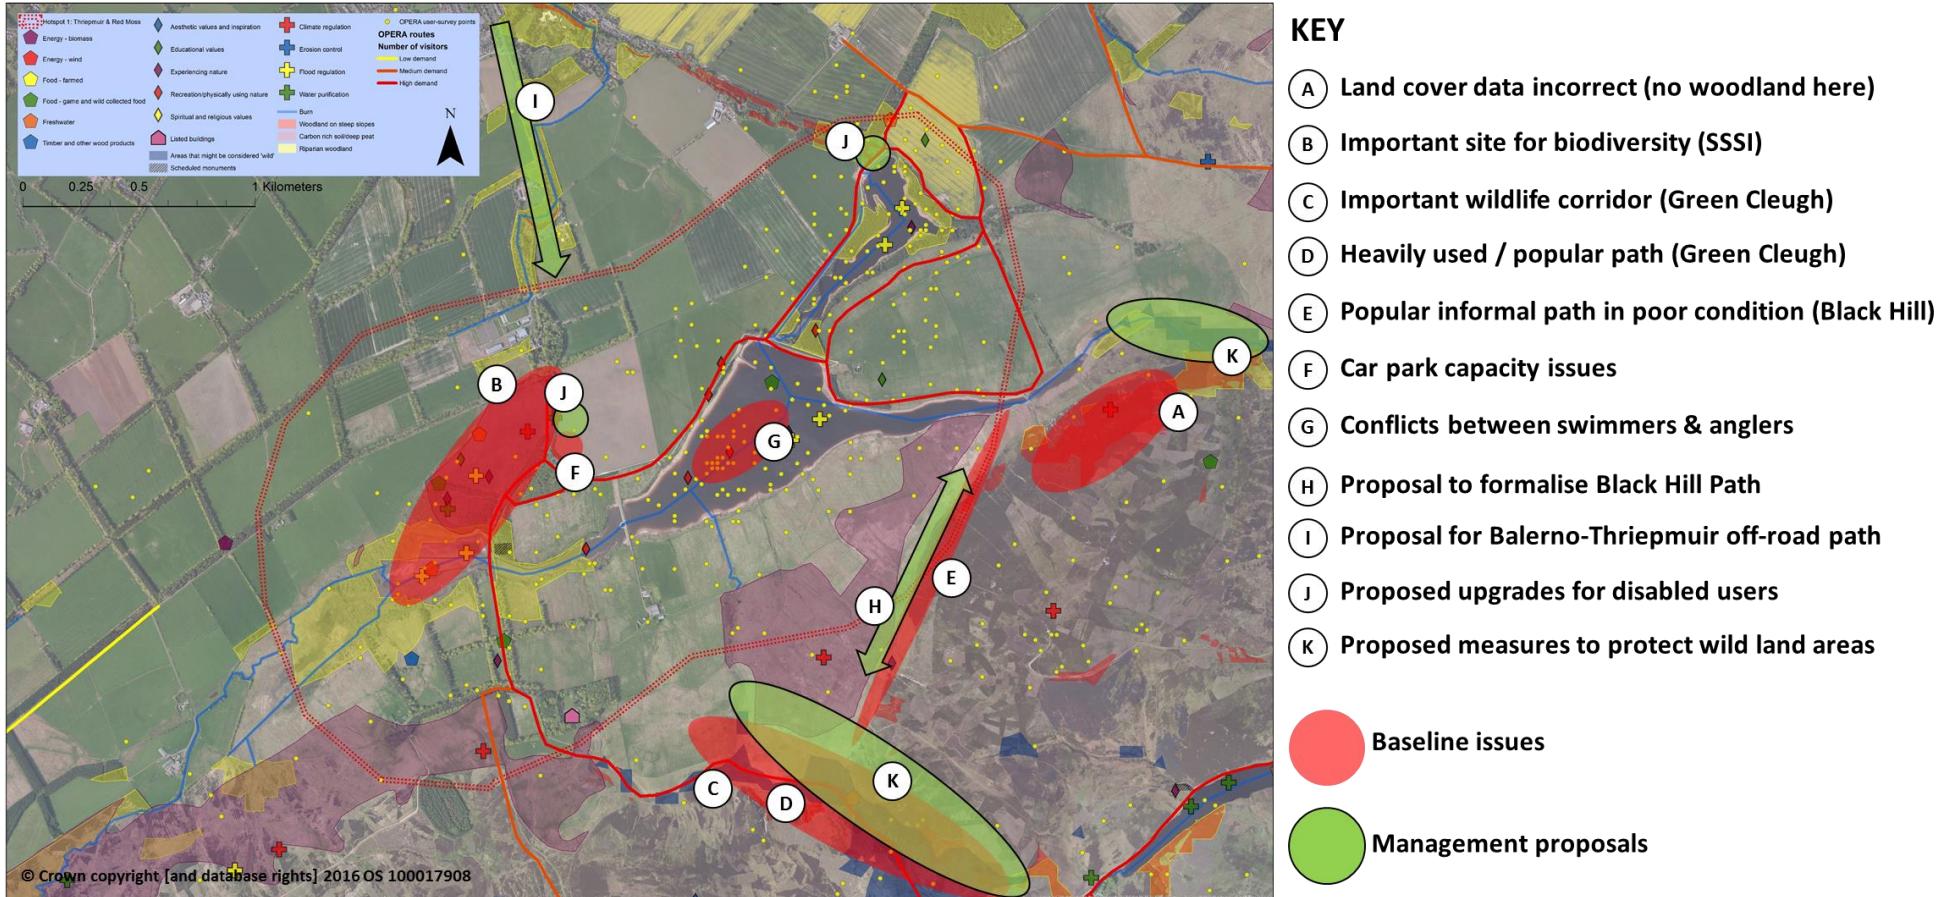 Hotspot 1: Thriepmuir & Red Moss
Energy - biomass
Energy - wind
Food - farmed
Food - game and wild collected food
Freshwater
Timber and other wood products
Aesthetic values and inspiration
Educational values
Experiencing nature
Recreation/physically using nature
Spiritual and religious values
Listed buildings
Areas that might be considered 'wild'
Scheduled monuments
Climate regulation
Erosion control
Flood regulation
Water purification
Burn
Woodland on steep slopes
Carbon rich soil/deep peat
Riparian woodland
OPERA user-survey points
OPERA routes
Number of visitors
Low demand
Medium demand
High demand
N
0 0.25 0.5 1 Kilometers
I
J
K
B
J
A
G
F
E
H
K
C
D
© Crown copyright [and database rights] 2016 OS 100017908
KEY
A Land cover data incorrect (no woodland here)
B Important site for biodiversity (SSSI)
C Important wildlife corridor (Green Cleugh)
D Heavily used / popular path (Green Cleugh)
E Popular informal path in poor condition (Black Hill)
F Car park capacity issues
G Conflicts between swimmers & anglers
H Proposal to formalise Black Hill Path
I Proposal for Balerno-Thriepmuir off-road path
J Proposed upgrades for disabled users
K Proposed measures to protect wild land areas
Baseline issues
Management proposals